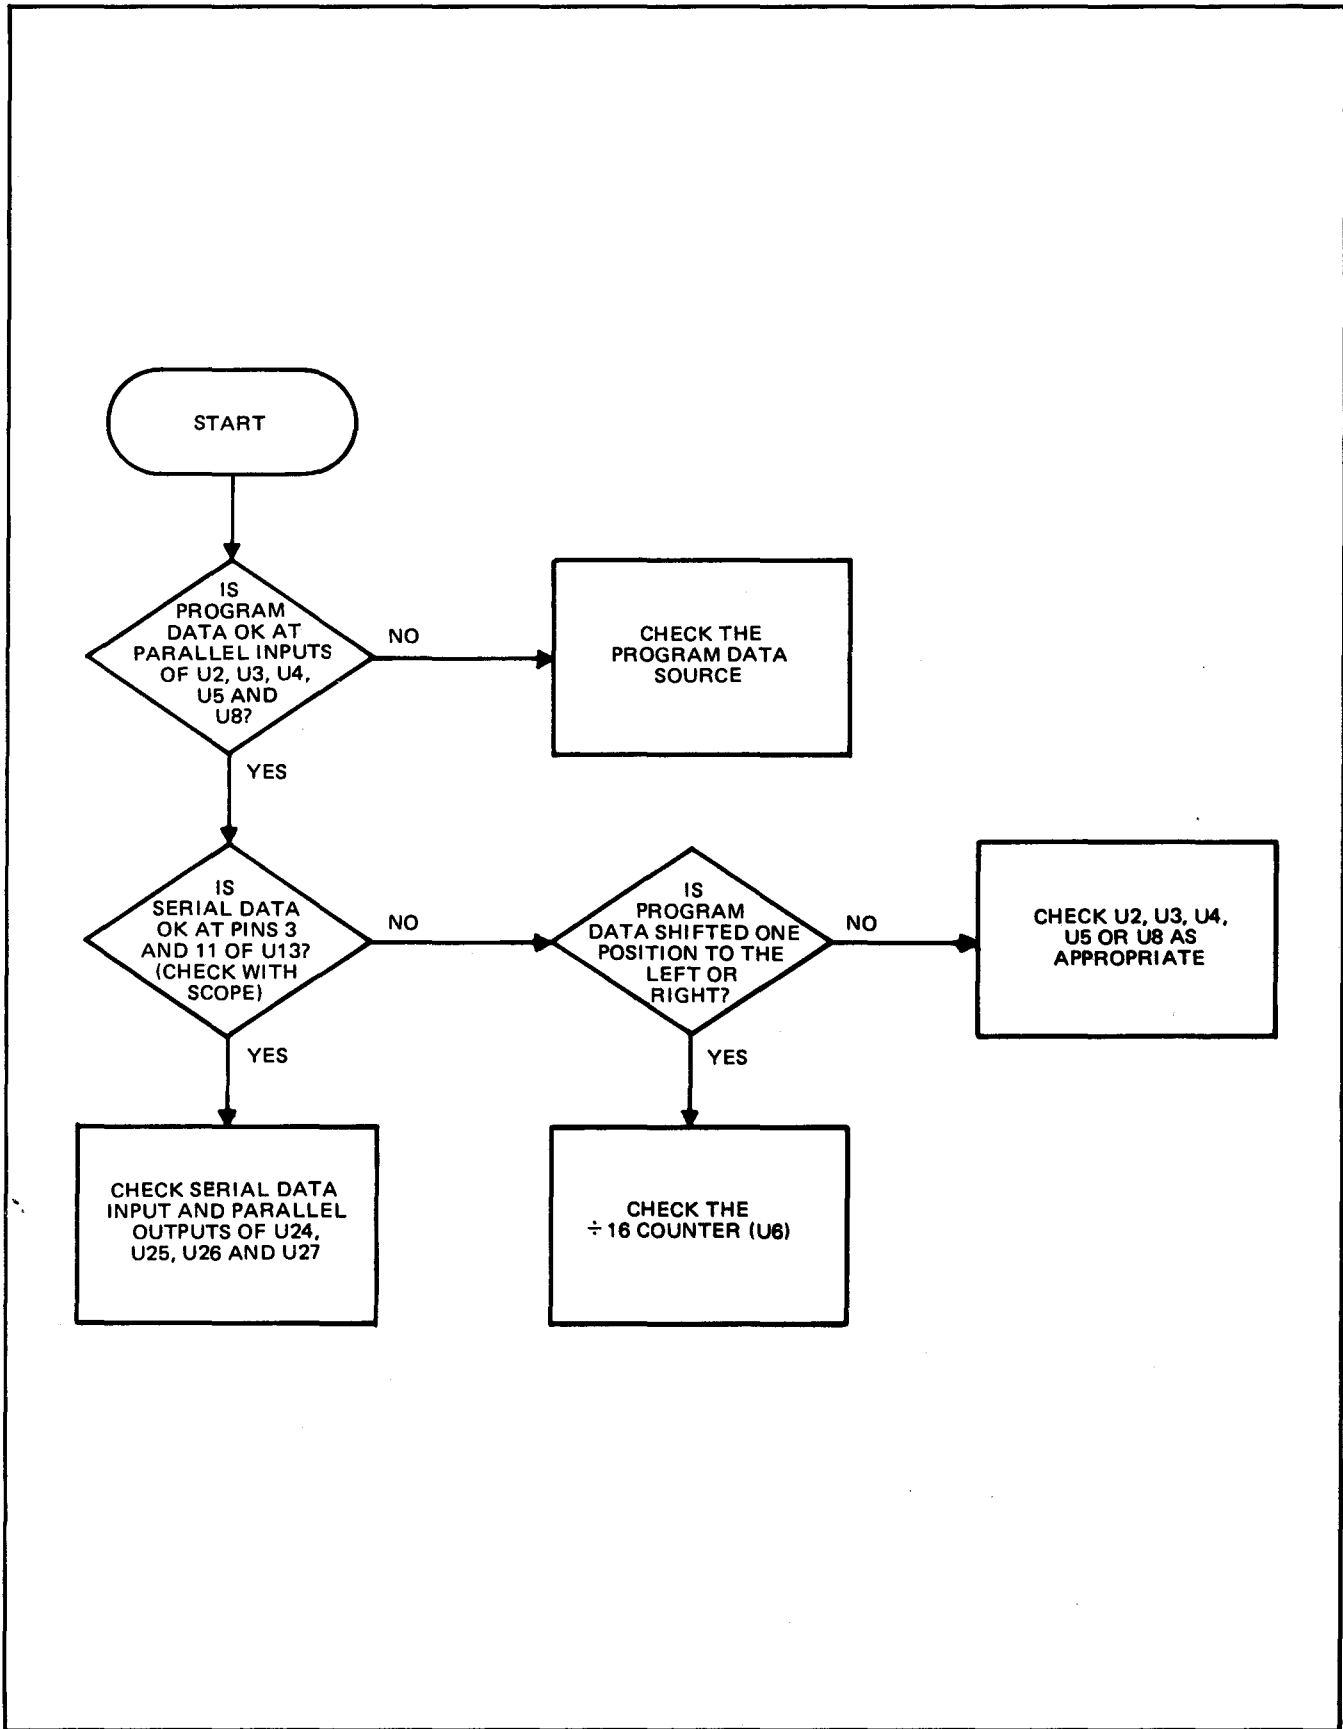 START
IS
PROGRAM
DATA OK AT
PARALLEL INPUTS
OF U2, U3, U4,
U5 AND
U8?
NO
CHECK THE
PROGRAM DATA
SOURCE
YES
IS
SERIAL DATA
OK AT PINS 3
AND 11 OF U13?
(CHECK WITH
SCOPE)
NO
IS
PROGRAM
DATA SHIFTED ONE
POSITION TO THE
LEFT OR
RIGHT?
NO
CHECK U2, U3, U4,
U5 OR U8 AS
APPROPRIATE
YES
YES
CHECK SERIAL DATA
INPUT AND PARALLEL
OUTPUTS OF U24,
U25, U26 AND U27
CHECK THE
÷ 16 COUNTER (U6)